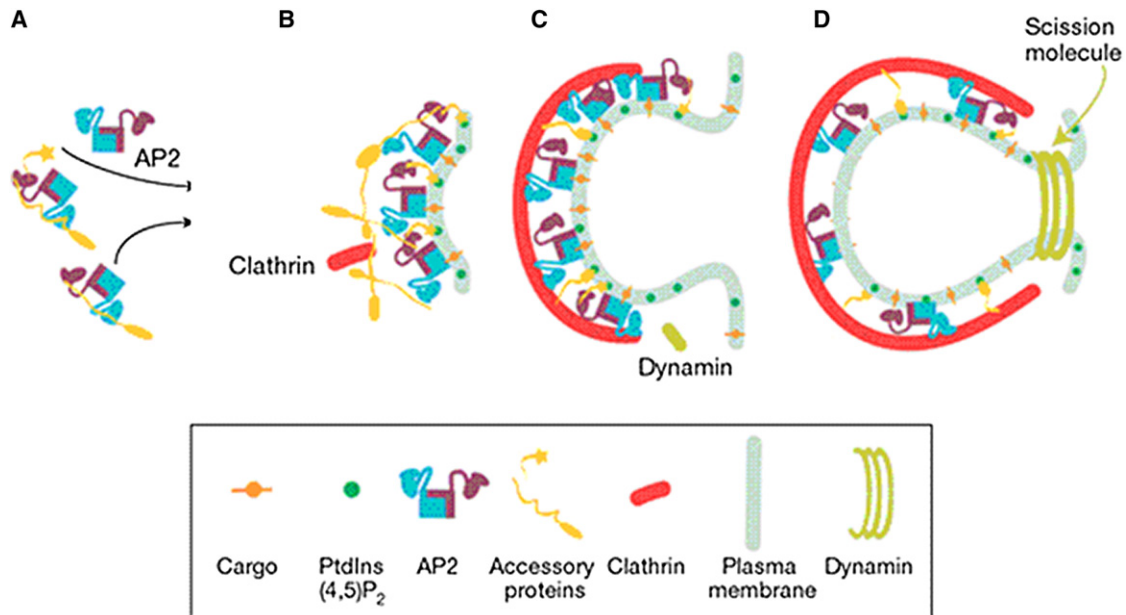 A
B
C
D
Scission
molecule
AP2
Clathrin
Dynamin
Cargo
PtdIns
(4,5)P2
AP2
Accessory
proteins
Clathrin
Plasma
membrane
Dynamin